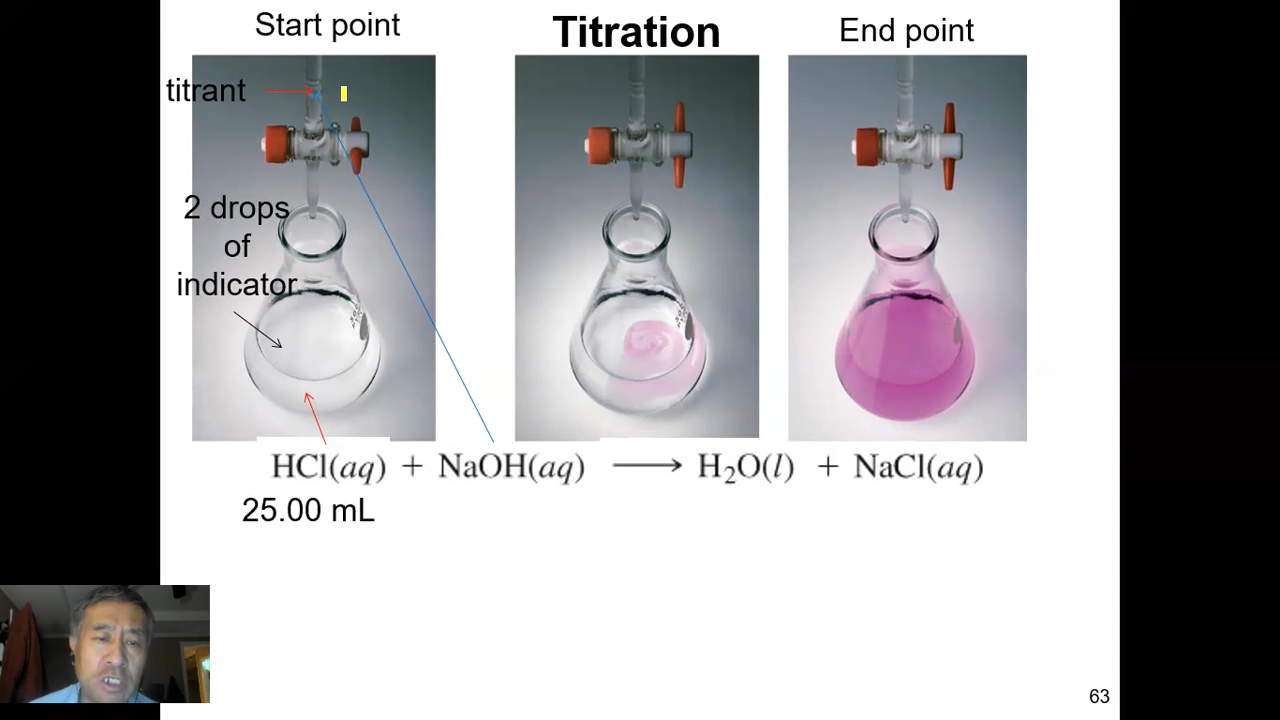 Start point
Titration
End point
titrant
2 drops
of
indicator
HCl(aq) + NaOH(aq) ⟶ H₂O(l) + NaCl(aq)
25.00 mL
63